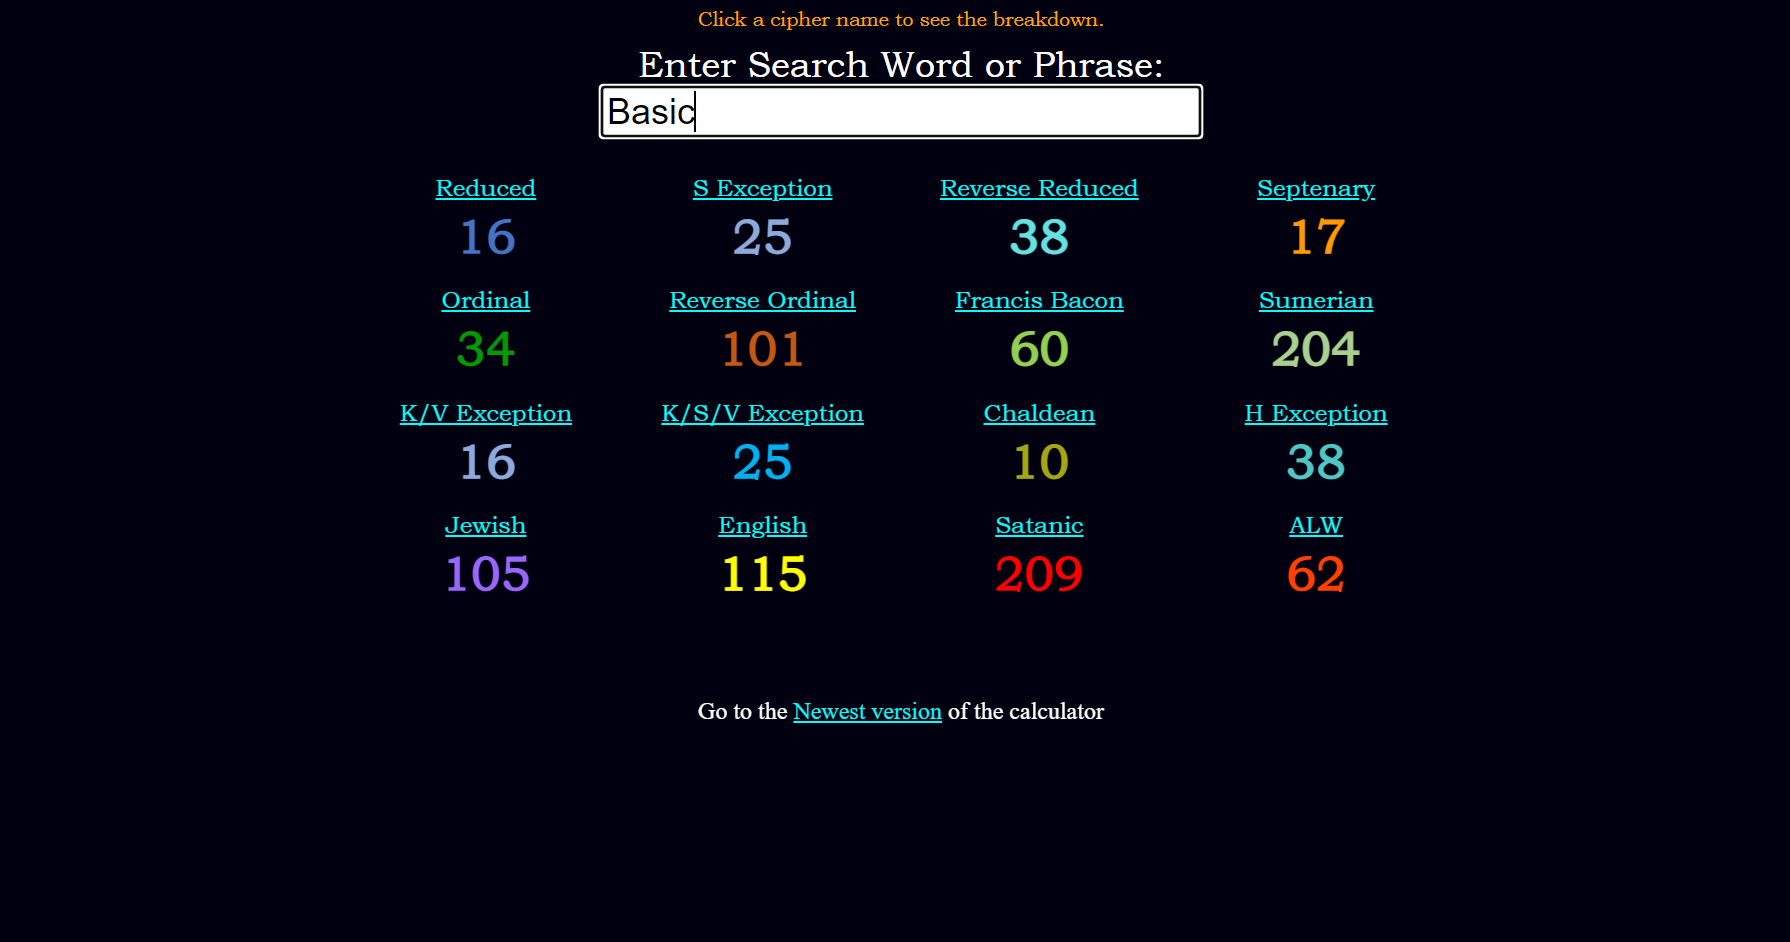 Click a cipher name to see the breakdown.
Enter Search Word or Phrase:
Basic
Reduced S Exception Reverse Reduced Septenary
16 25 38 17
Ordinal Reverse Ordinal Francis Bacon Sumerian
34 101 60 204
K/V Exception K/S/V Exception Chaldean H Exception
16 25 10 38
Jewish English Satanic ALW
105 115 209 62
Go to the Newest version of the calculator